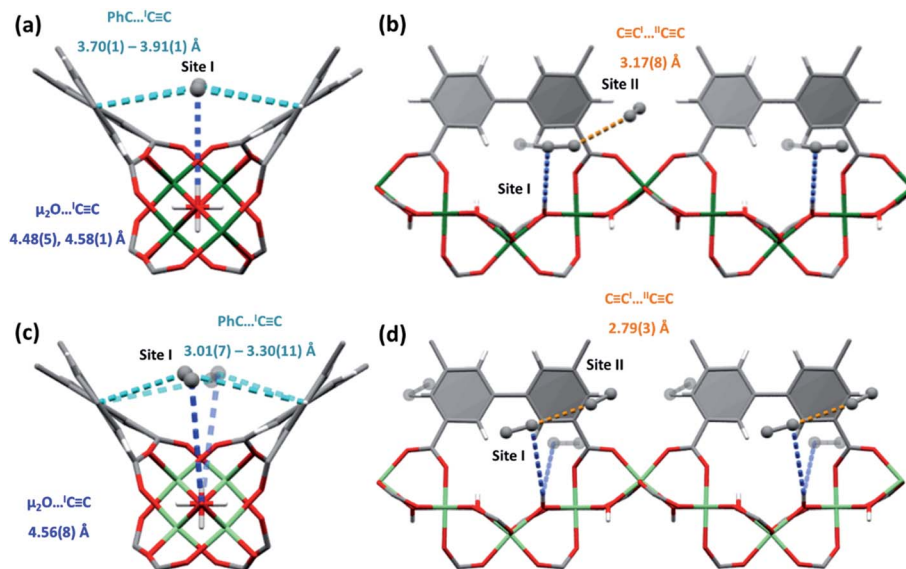 (a)
PhC...ᴵC≡C
3.70(1) – 3.91(1) Å
Site I
μ₂O...ᴵC≡C
4.48(5), 4.58(1) Å
(b)
C≡Cᴵ...ᴵᴵC≡C
3.17(8) Å
Site II
Site I
(c)
PhC...ᴵC≡C
3.01(7) – 3.30(11) Å
Site I
μ₂O...ᴵC≡C
4.56(8) Å
(d)
C≡Cᴵ...ᴵᴵC≡C
2.79(3) Å
Site II
Site I